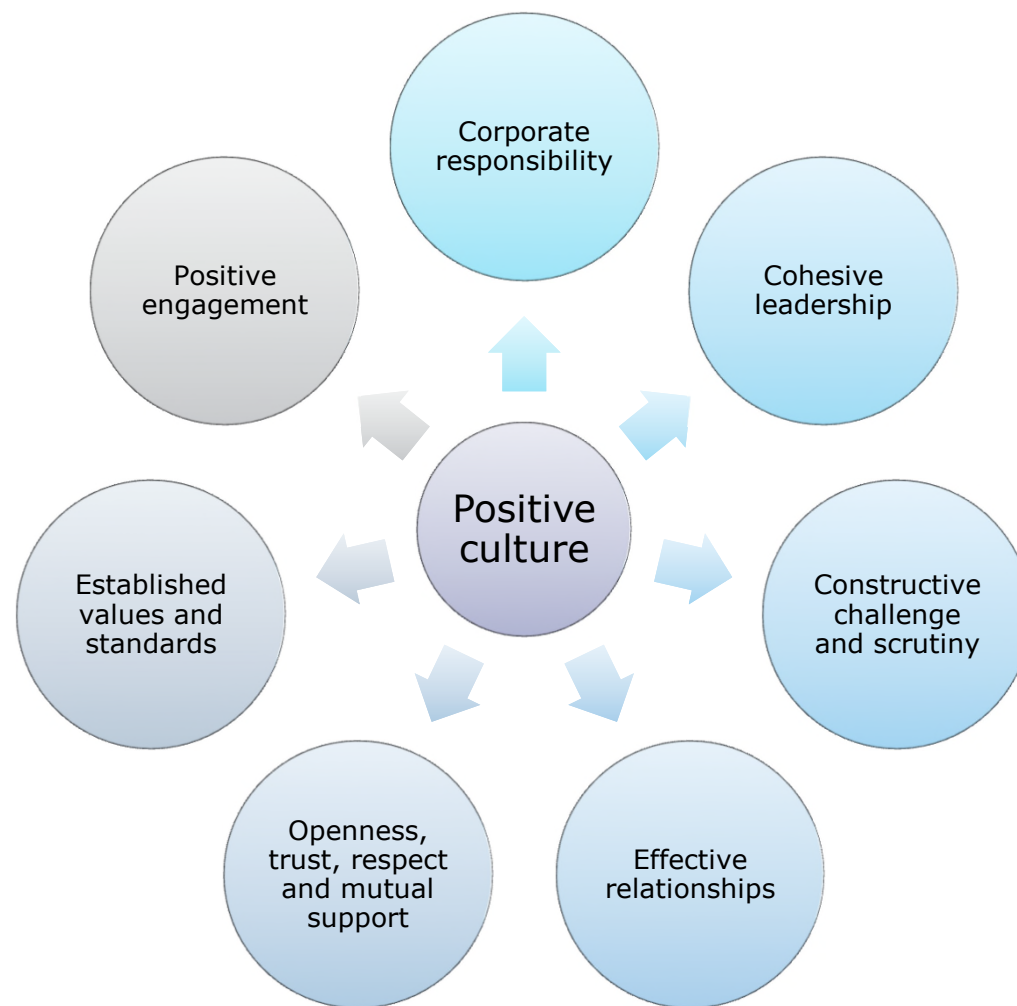 Corporate
responsibility
Cohesive
leadership
Constructive
challenge
and scrutiny
Effective
relationships
Openness,
trust, respect
and mutual
support
Established
values and
standards
Positive
engagement
Positive
culture